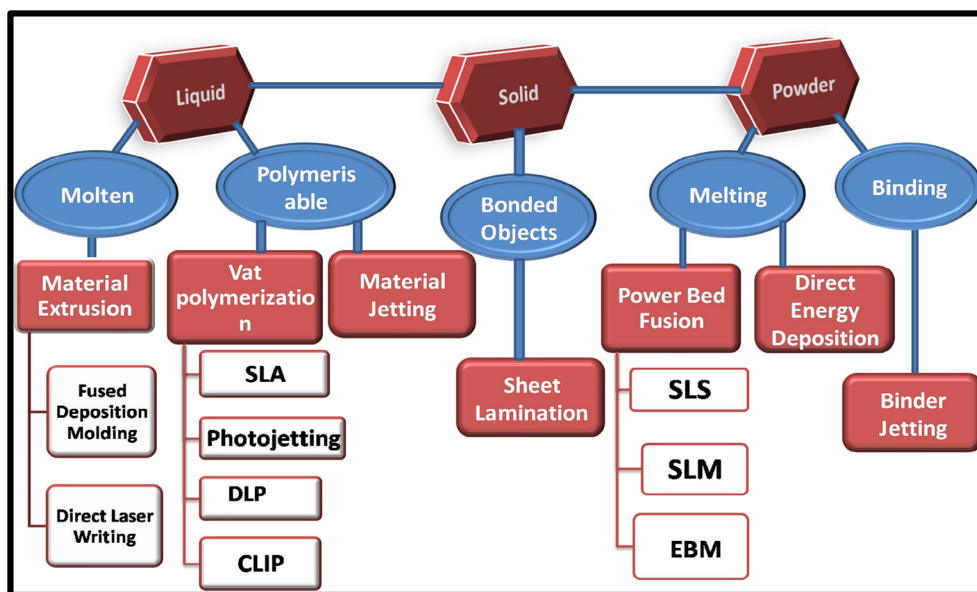 Liquid
Solid
Powder
Molten
Polymeris
able
Bonded
Objects
Melting
Binding
Material
Extrusion
Vat
polymerizatio
n
Material
Jetting
Power Bed
Fusion
Direct
Energy
Deposition
Fused
Deposition
Molding
Direct Laser
Writing
SLA
Photojetting
DLP
CLIP
Sheet
Lamination
SLS
SLM
EBM
Binder
Jetting